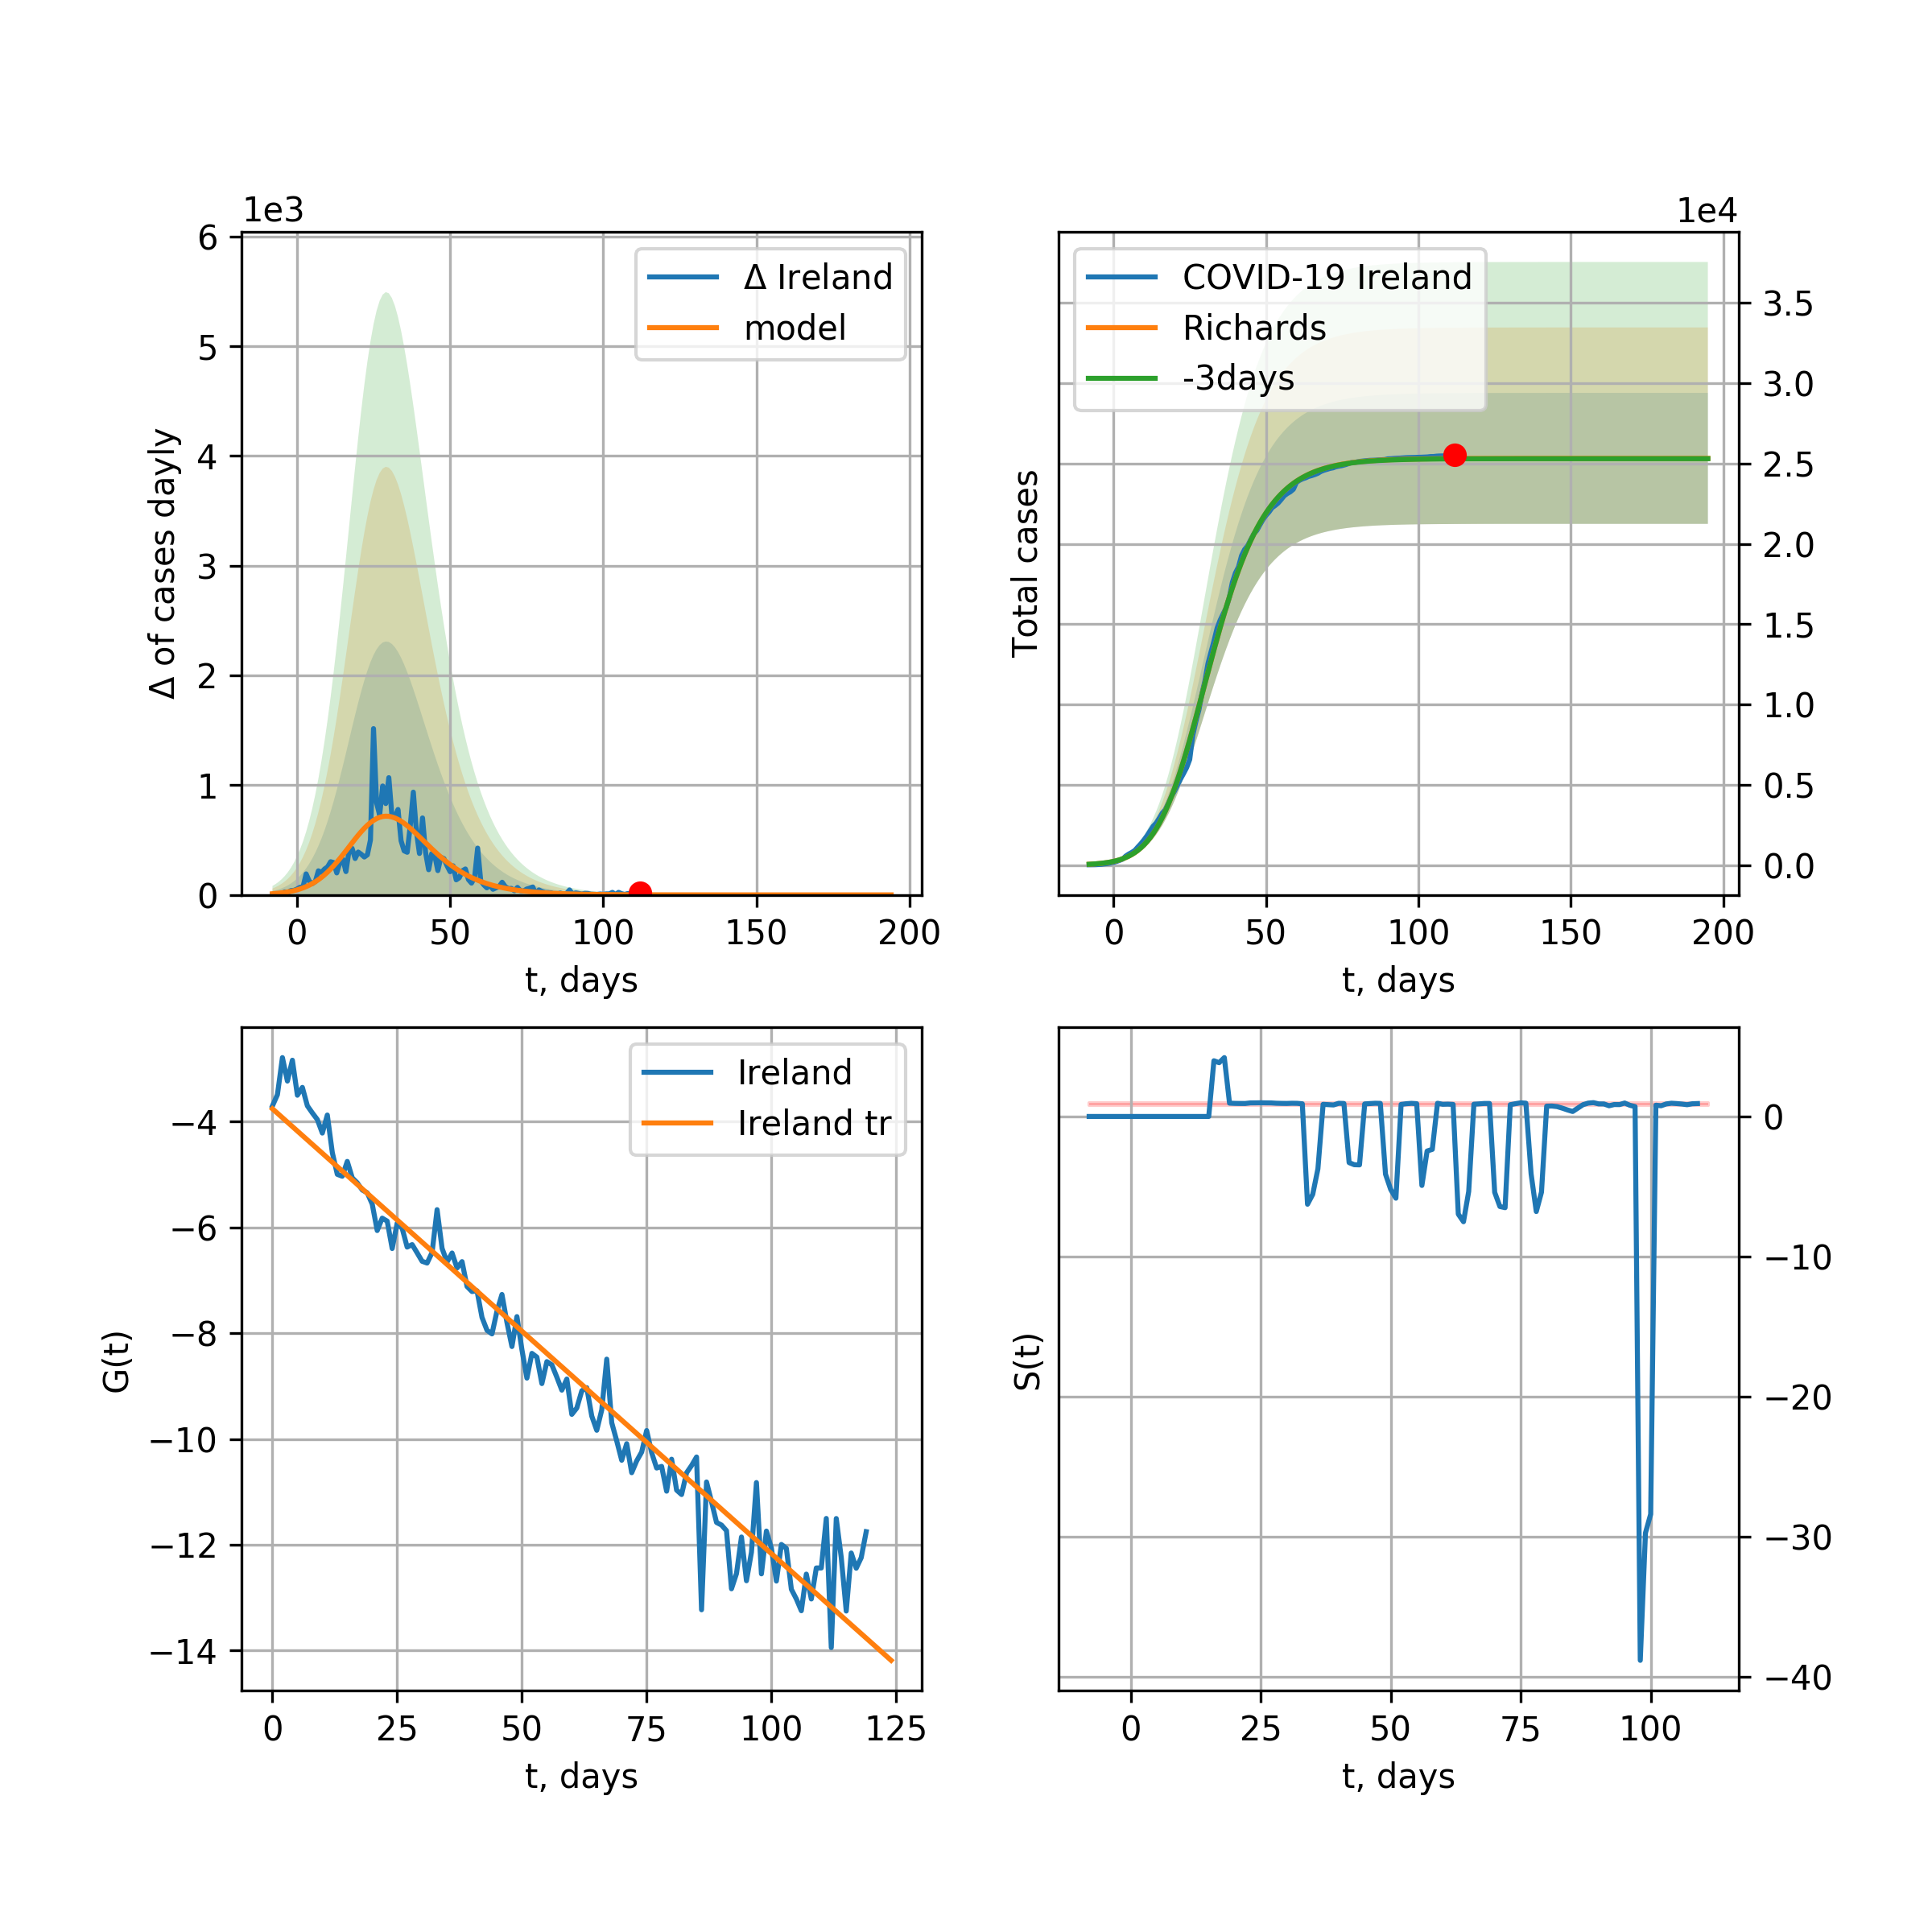 1e3
6
5
4
3
2
1
0
Δ of cases dayly
Δ Ireland
model
0 50 100 150 200
t, days
1e4
COVID-19 Ireland
Richards
-3days
Total cases
3.5
3.0
2.5
2.0
1.5
1.0
0.5
0.0
0 50 100 150 200
t, days
Ireland
Ireland tr
G(t)
−4
−6
−8
−10
−12
−14
0 25 50 75 100 125
t, days
S(t)
0
−10
−20
−30
−40
0 25 50 75 100
t, days